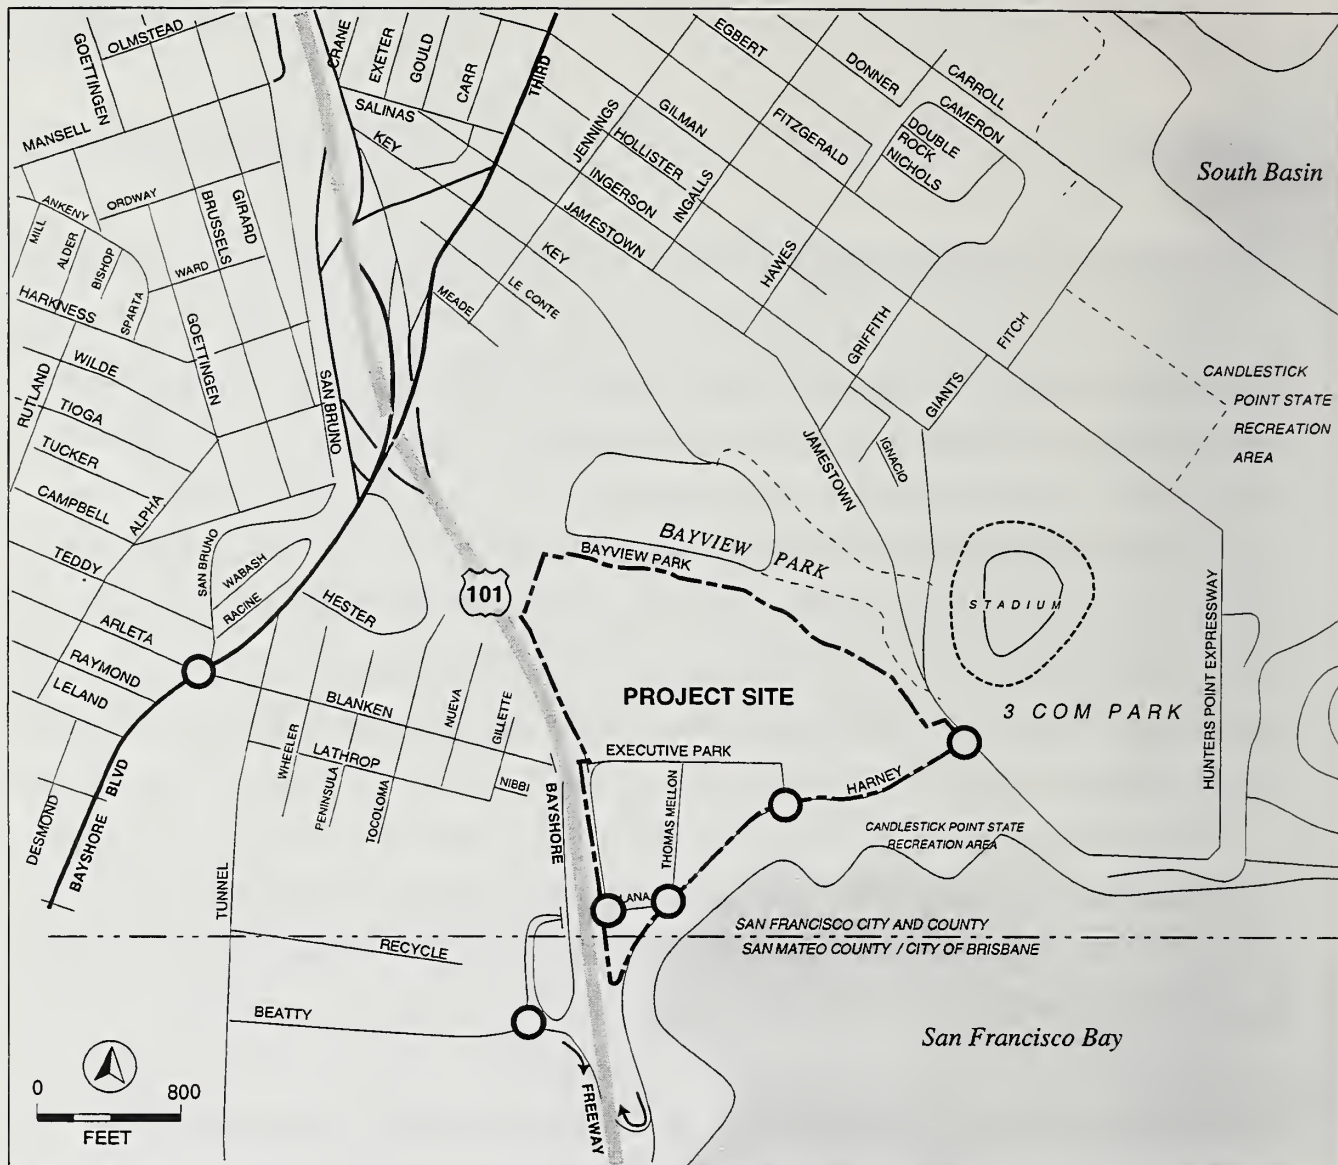 GOETTINGEN
OLMSTEAD
MANSELL
CRANE
EXETER
GOULD
CARR
SALINAS
KEY
THIRD
JENNINGS
EGBERT
GILMAN
HOLLISTER
INGERSON
JAMESTOWN
INGALLS
FITZGERALD
DONNER
CARROLL
CAMERON
DOUBLE
ROCK
NICHOLS
South Basin
ANKENY
ORDWAY
MILL
ALDER
BISHOP
SPARTA
WARD
BRUSSELS
GIRARD
HARKNESS
GOETTINGEN
KEY
LE CONTE
MEADE
HAWES
GRIFFITH
FITCH
GIANTS
WILDE
RUTLAND
TIOGA
TUCKER
CAMPBELL
ALPHA
SAN BRUNO
CANDLESTICK
POINT STATE
RECREATION
AREA
JAMESTOWN
IGNACIO
TEDDY
SAN BRUNO
WABASH
RACINE
HESTER
101
BAYVIEW PARK
BAYVIEW PARK
STADIUM
HUNTERS POINT EXPRESSWAY
ARLETA
RAYMOND
LELAND
BLANKEN
NUEVA
GILLETTE
PROJECT SITE
3 COM PARK
WHEELER
LATHROP
PENINSULA
TOCOLOMA
NIBBI
BAYSHORE
EXECUTIVE PARK
THOMAS MELLON
HARNEY
CANDLESTICK POINT STATE
RECREATION AREA
DESMOND
BAYSHORE BLVD
TUNNEL
LANA
SAN FRANCISCO CITY AND COUNTY
SAN MATEO COUNTY / CITY OF BRISBANE
RECYCLE
BEATTY
San Francisco Bay
FREEWAY
0 800
FEET